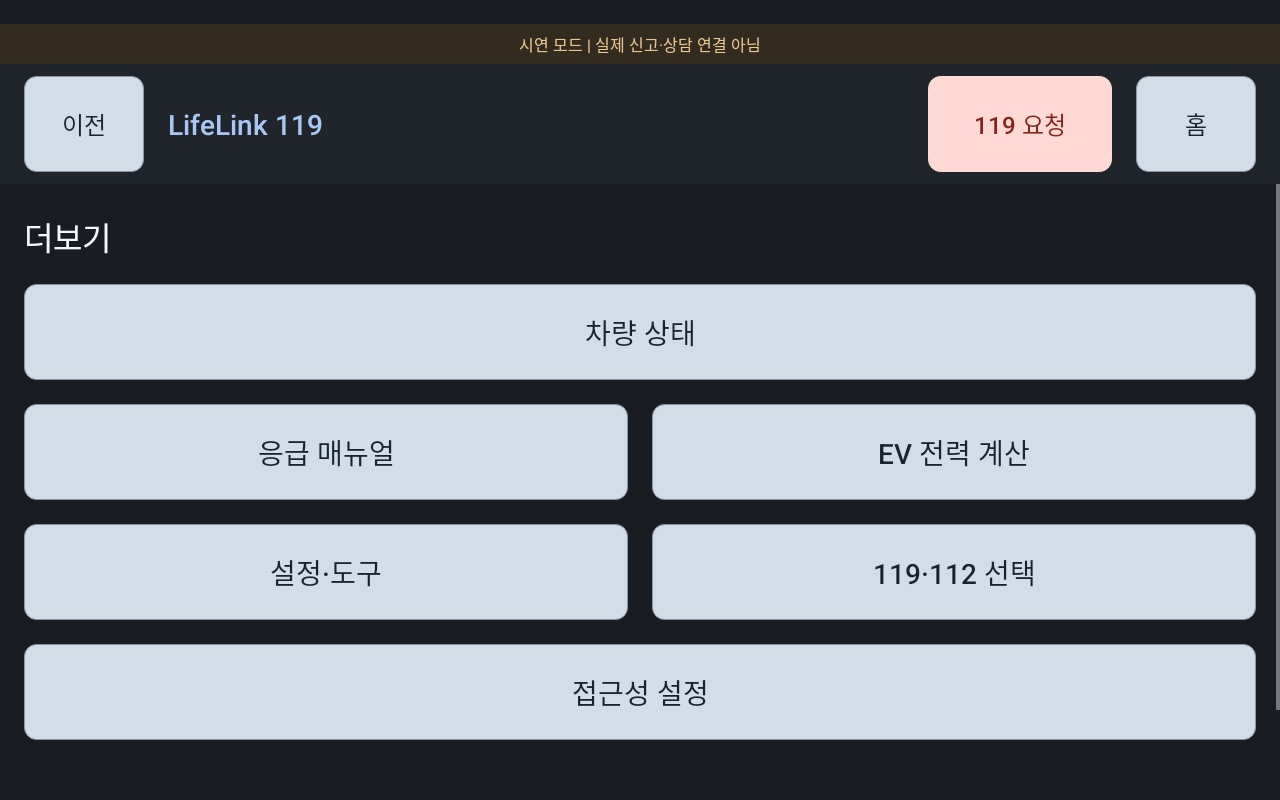 시연 모드 | 실제 신고·상담 연결 아님
이전
LifeLink 119
119 요청
홈
더보기
차량 상태
응급 매뉴얼
EV 전력 계산
설정·도구
119·112 선택
접근성 설정